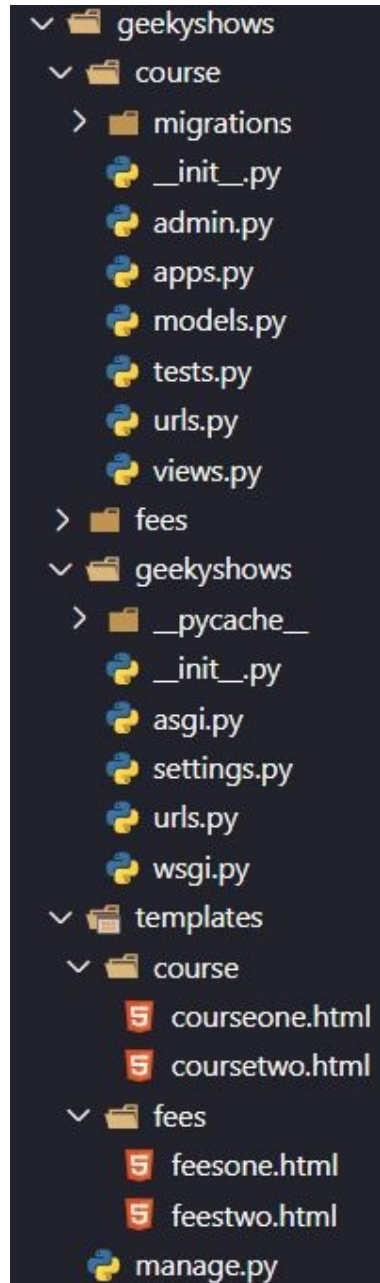 geekyshows
course
migrations
__init__.py
admin.py
apps.py
models.py
tests.py
urls.py
views.py
fees
geekyshows
__pycache__
__init__.py
asgi.py
settings.py
urls.py
wsgi.py
templates
course
courseone.html
coursetwo.html
fees
feesone.html
feestwo.html
manage.py